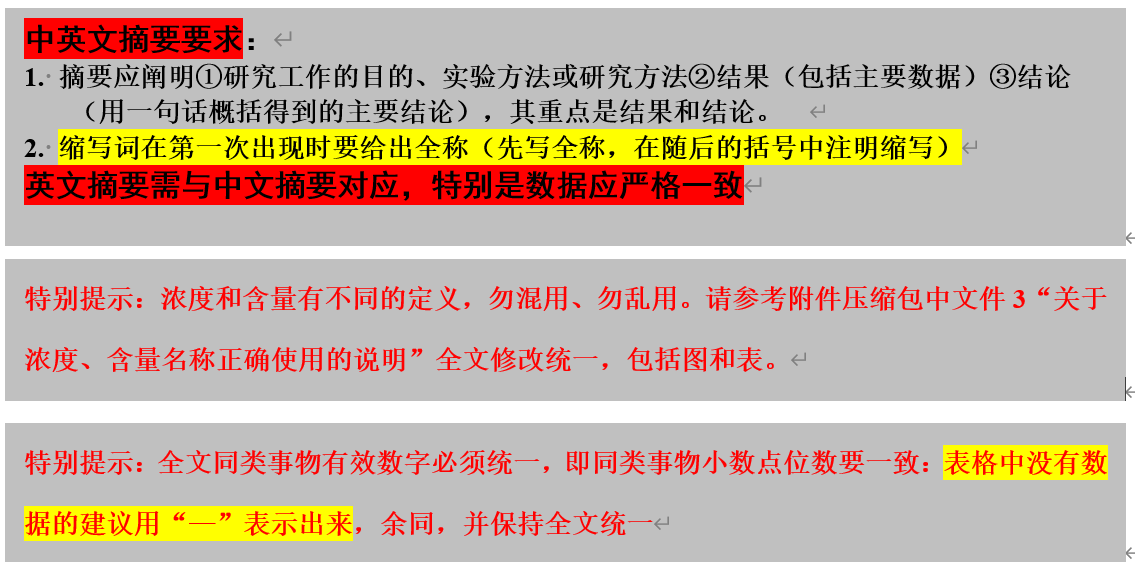 中英文摘要要求：
1. 摘要应阐明①研究工作的目的、实验方法或研究方法②结果（包括主要数据）③结论
（用一句话概括得到的主要结论），其重点是结果和结论。
2. 缩写词在第一次出现时要给出全称（先写全称，在随后的括号中注明缩写）
英文摘要需与中文摘要对应，特别是数据应严格一致
特别提示：浓度和含量有不同的定义，勿混用、勿乱用。请参考附件压缩包中文件 3“关于
浓度、含量名称正确使用的说明”全文修改统一，包括图和表。
特别提示：全文同类事物有效数字必须统一，即同类事物小数点位数要一致：表格中没有数
据的建议用“—”表示出来，余同，并保持全文统一